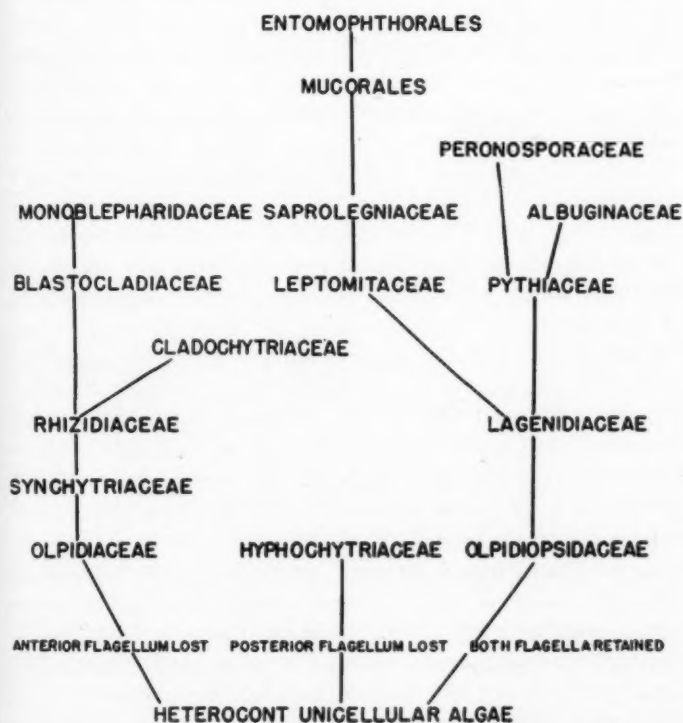 ENTOMOPHTHORALES
MUCORALES
PERONOSPORACEAE
MONOBLEPHARIDACEAE SAPROLEGNIACEAE ALBUGINACEAE
BLASTOCLADIACEAE LEPTOMITACEAE PYTHIACEAE
CLADOCHYTRIACEAE
RHIZIDIACEAE LAGENIDIACEAE
SYNCHYTRIACEAE
OLPIDIACEAE HYPHOCHYTRIACEAE OLPIDIOPSIDACEAE
ANTERIOR FLAGELLUM LOST POSTERIOR FLAGELLUM LOST BOTH FLAGELLA RETAINED
HETEROCONT UNICELLULAR ALGAE